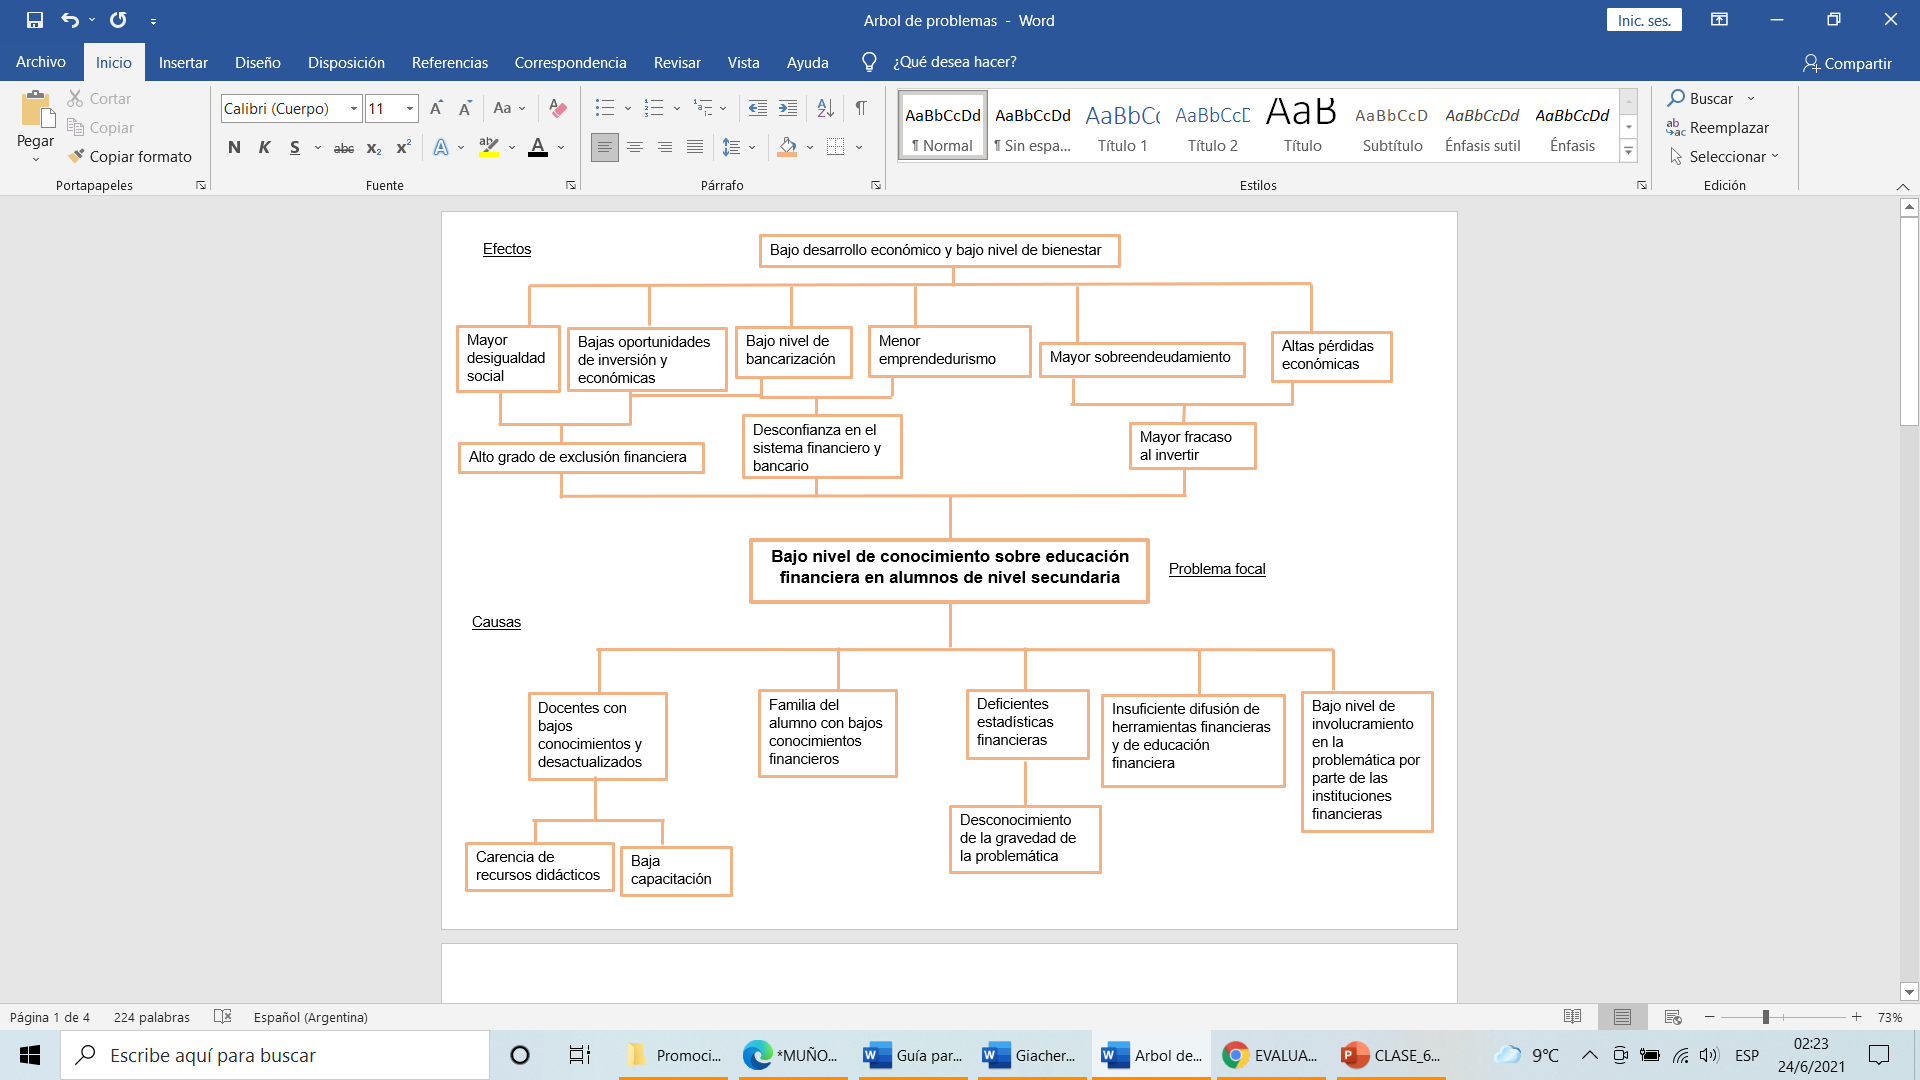 Arbol de problemas - Word
Inic. ses.
Archivo
Inicio
Insertar
Diseño
Disposición
Referencias
Correspondencia
Revisar
Vista
Ayuda
¿Qué desea hacer?
Compartir
Pegar
Cortar
Copiar
Copiar formato
Portapapeles
Calibri (Cuerpo)
11
Aa
N K S abc x₂ x²
Fuente
Párrafo
AaBbCcDd
¶ Normal
AaBbCcDd
¶ Sin espa...
AaBbCc
Título 1
AaBbCcD
Título 2
AaB
Título
AaBbCcD
Subtítulo
AaBbCcDd
Énfasis sutil
AaBbCcDd
Énfasis
Estilos
Buscar
Reemplazar
Seleccionar
Edición
Efectos
Bajo desarrollo económico y bajo nivel de bienestar
Mayor
desigualdad
social
Bajas oportunidades
de inversión y
económicas
Bajo nivel de
bancarización
Menor
emprendedurismo
Mayor sobreendeudamiento
Altas pérdidas
económicas
Alto grado de exclusión financiera
Desconfianza en el
sistema financiero y
bancario
Mayor fracaso
al invertir
Bajo nivel de conocimiento sobre educación
financiera en alumnos de nivel secundaria
Problema focal
Causas
Docentes con
bajos
conocimientos y
desactualizados
Familia del
alumno con bajos
conocimientos
financieros
Deficientes
estadísticas
financieras
Insuficiente difusión de
herramientas financieras
y de educación
financiera
Bajo nivel de
involucramiento
en la
problemática por
parte de las
instituciones
financieras
Carencia de
recursos didácticos
Baja
capacitación
Desconocimiento
de la gravedad de
la problemática
Página 1 de 4
224 palabras
Español (Argentina)
73%
Escribe aquí para buscar
Promoci...
*MUÑO...
Guía par...
Giacher...
Arbol de...
EVALUA...
CLASE_6...
9°C
ESP
02:23
24/6/2021